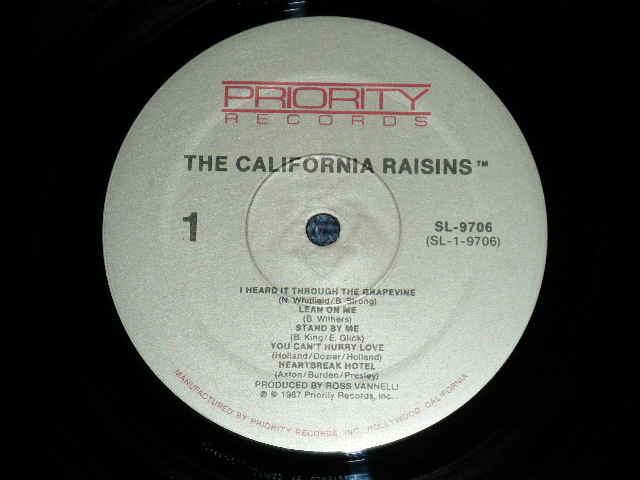 PRIORITY
RECORDS
THE CALIFORNIA RAISINS™
1
SL-9706
(SL-1-9706)
I HEARD IT THROUGH THE GRAPEVINE
(N. Whitfield/B. Strong)
LEAN ON ME
(B. Withers)
STAND BY ME
(B. King/E. Glick)
YOU CAN'T HURRY LOVE
(Holland/Dozier/Holland)
HEARTBREAK HOTEL
(Axton/Burden/Presley)
PRODUCED BY ROSS VANNELLI
℗ © 1987 Priority Records, Inc.
MANUFACTURED BY PRIORITY RECORDS, INC. HOLLYWOOD, CALIFORNIA